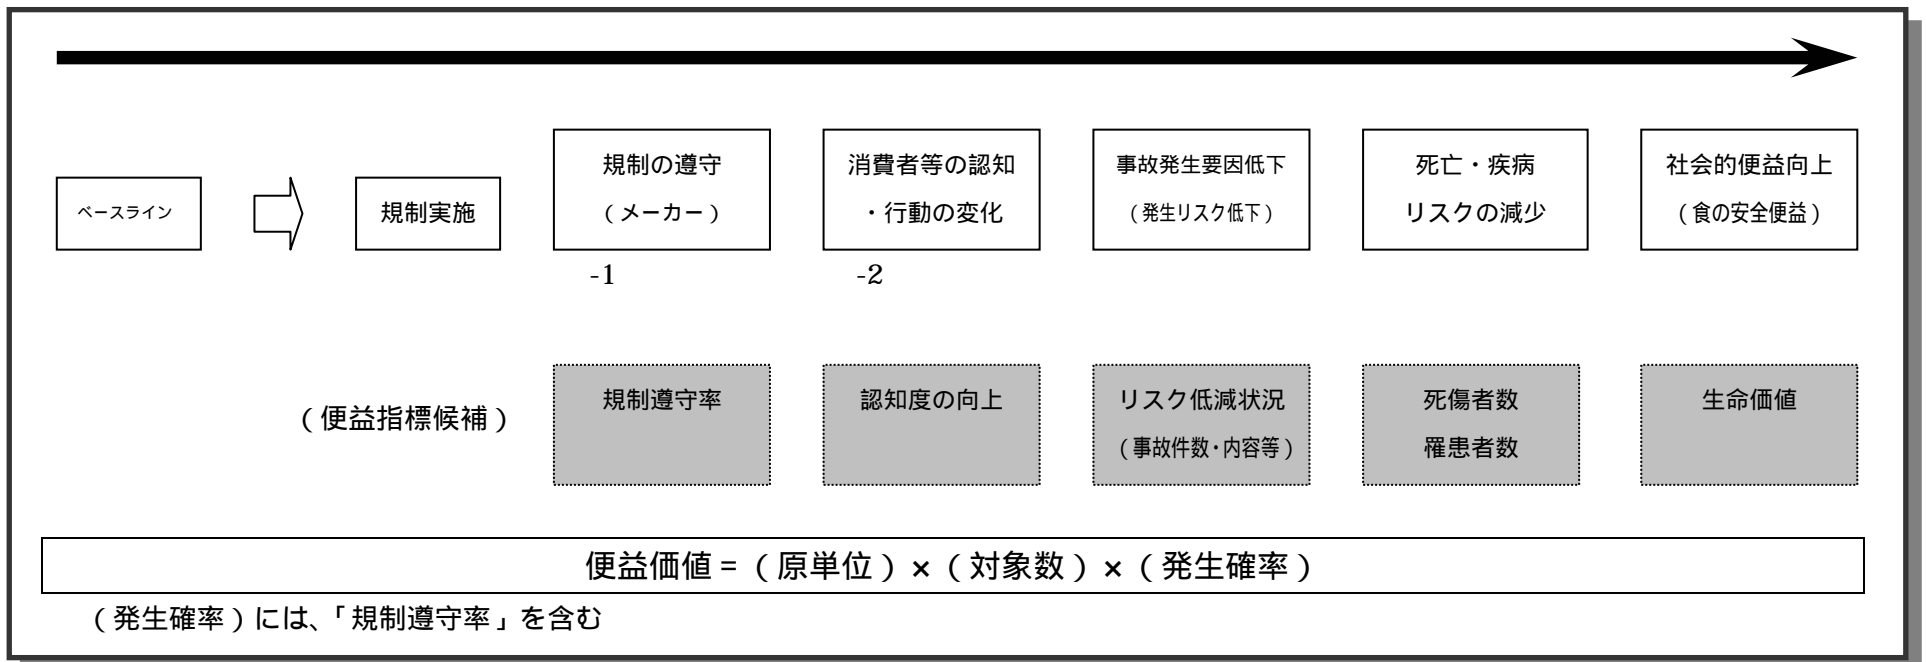 ベースライン
規制実施
規制の遵守
(メーカー)
消費者等の認知
・行動の変化
事故発生要因低下
(発生リスク低下)
死亡・疾病
リスクの減少
社会的便益向上
(食の安全便益)
-1
-2
(便益指標候補)
規制遵守率
認知度の向上
リスク低減状況
(事故件数・内容等)
死傷者数
罹患者数
生命価値
便益価値=(原単位)×(対象数)×(発生確率)
(発生確率)には、「規制遵守率」を含む